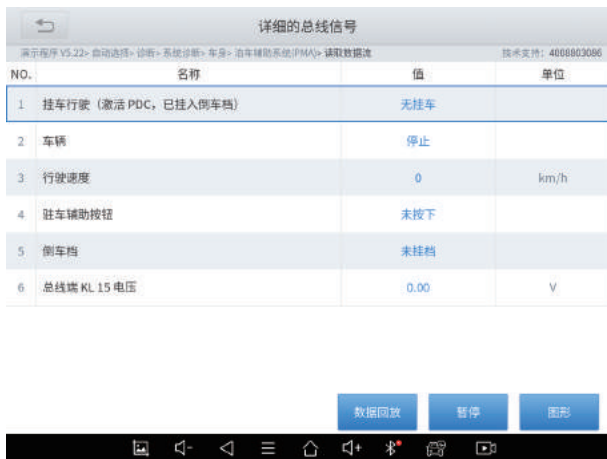 详细的总线信号
演示程序 V5.22> 自动选择> 诊断> 系统诊断> 车身> 泊车辅助系统(PMA)> 读取数据流 技术支持：4008803086
NO. 名称 值 单位
1 挂车行驶（激活 PDC，已挂入倒车档） 无挂车
2 车辆 停止
3 行驶速度 0 km/h
4 驻车辅助按钮 未按下
5 倒车档 未挂档
6 总线端 KL 15 电压 0.00 V
数据回放 暂停 图形